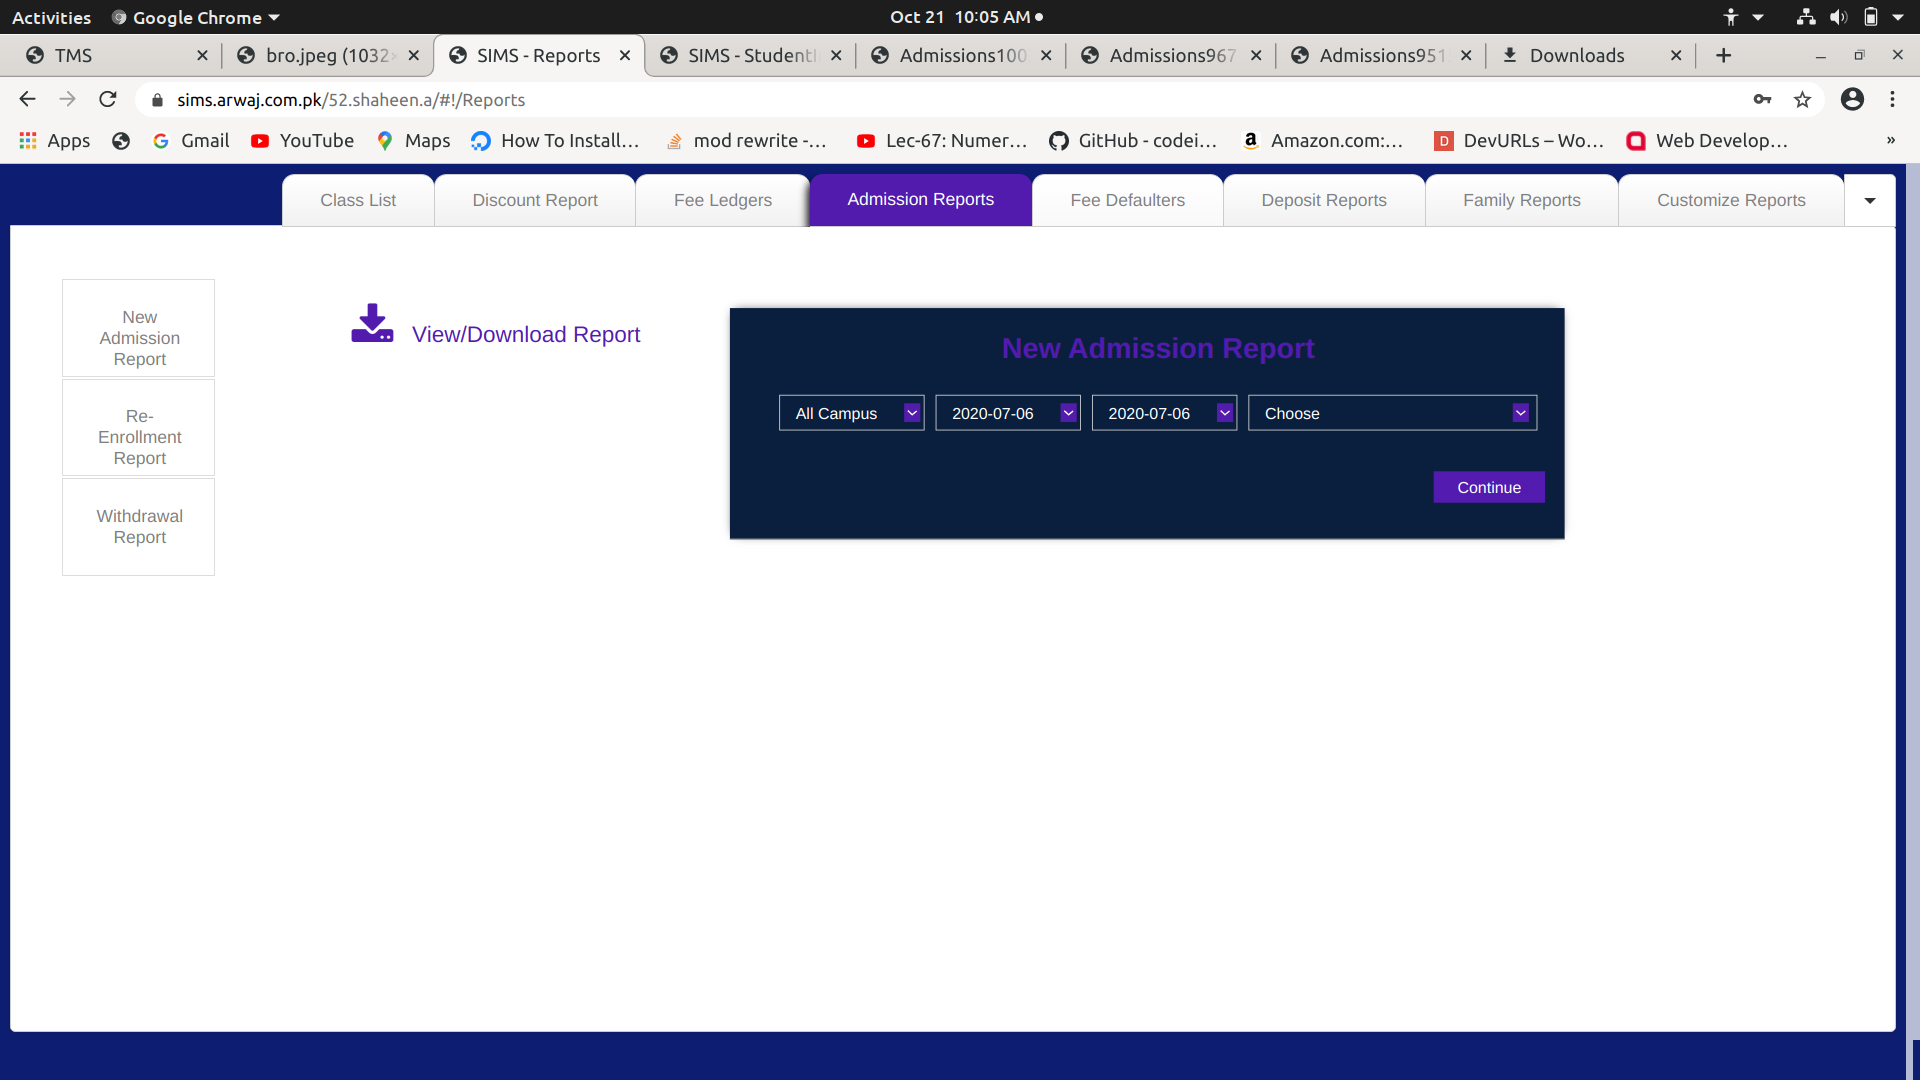 Activities Google Chrome Oct 21 10:05 AM
TMS bro.jpeg (1032× SIMS - Reports SIMS - Student Admissions100 Admissions967 Admissions951 Downloads
sims.arwaj.com.pk/52.shaheen.a/#!/Reports
Apps Gmail YouTube Maps How To Install… mod rewrite -… Lec-67: Numer… GitHub - codei… Amazon.com:… DevURLs – Wo… Web Develop… »
Class List Discount Report Fee Ledgers Admission Reports Fee Defaulters Deposit Reports Family Reports Customize Reports
New
Admission
Report
Re-
Enrollment
Report
Withdrawal
Report
View/Download Report
New Admission Report
All Campus 2020-07-06 2020-07-06 Choose
Continue